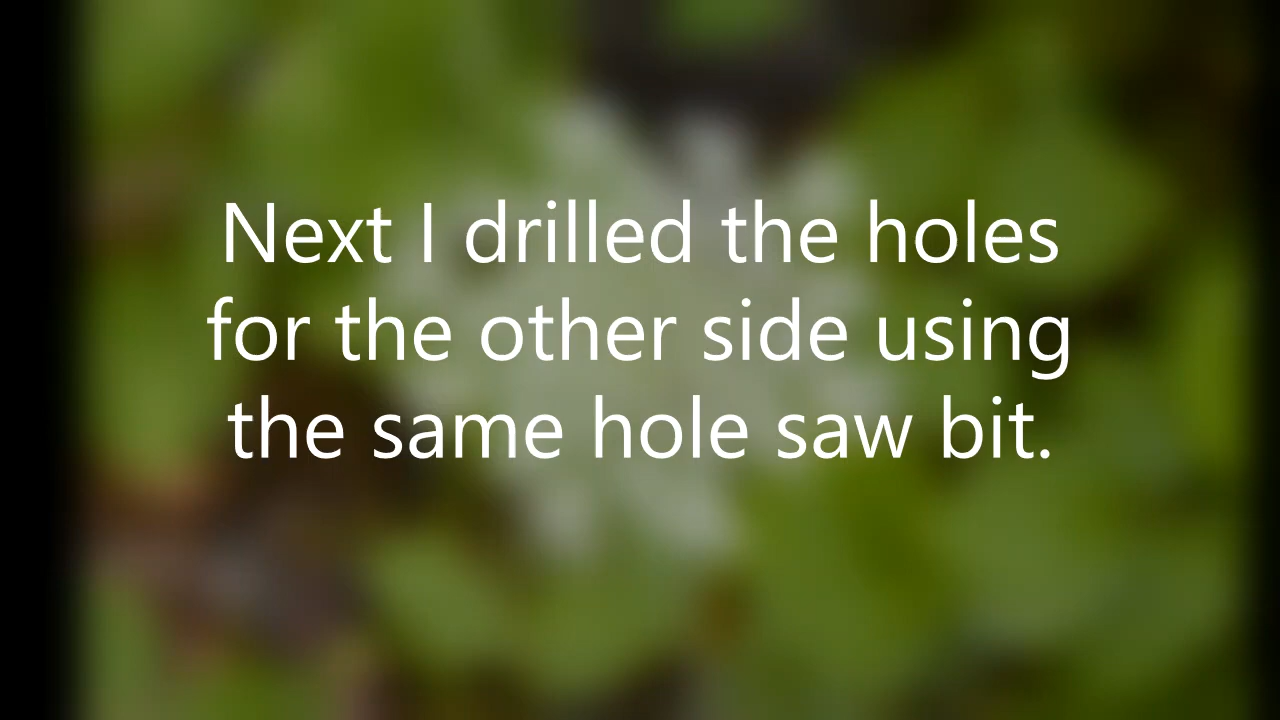 Next I drilled the holes
for the other side using
the same hole saw bit.